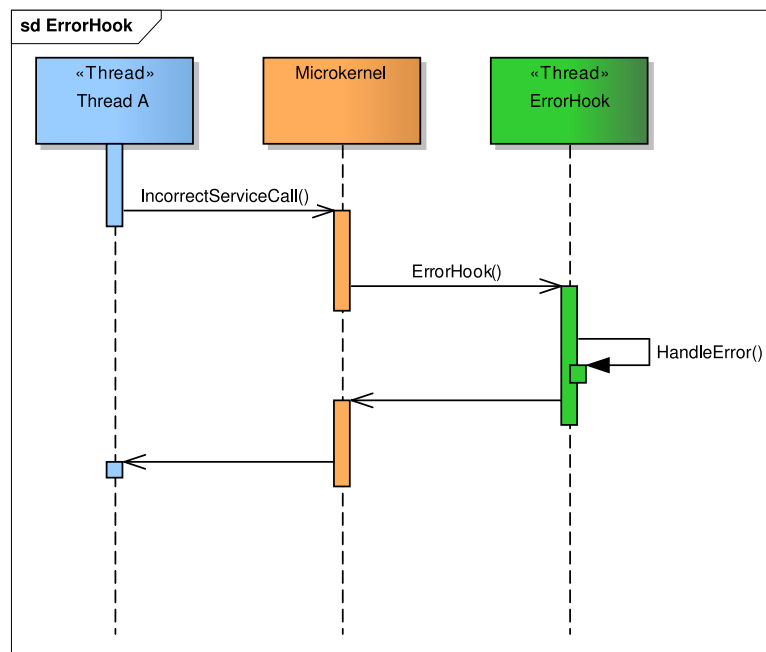 sd ErrorHook
«Thread»
Thread A
Microkernel
«Thread»
ErrorHook
IncorrectServiceCall()
ErrorHook()
HandleError()